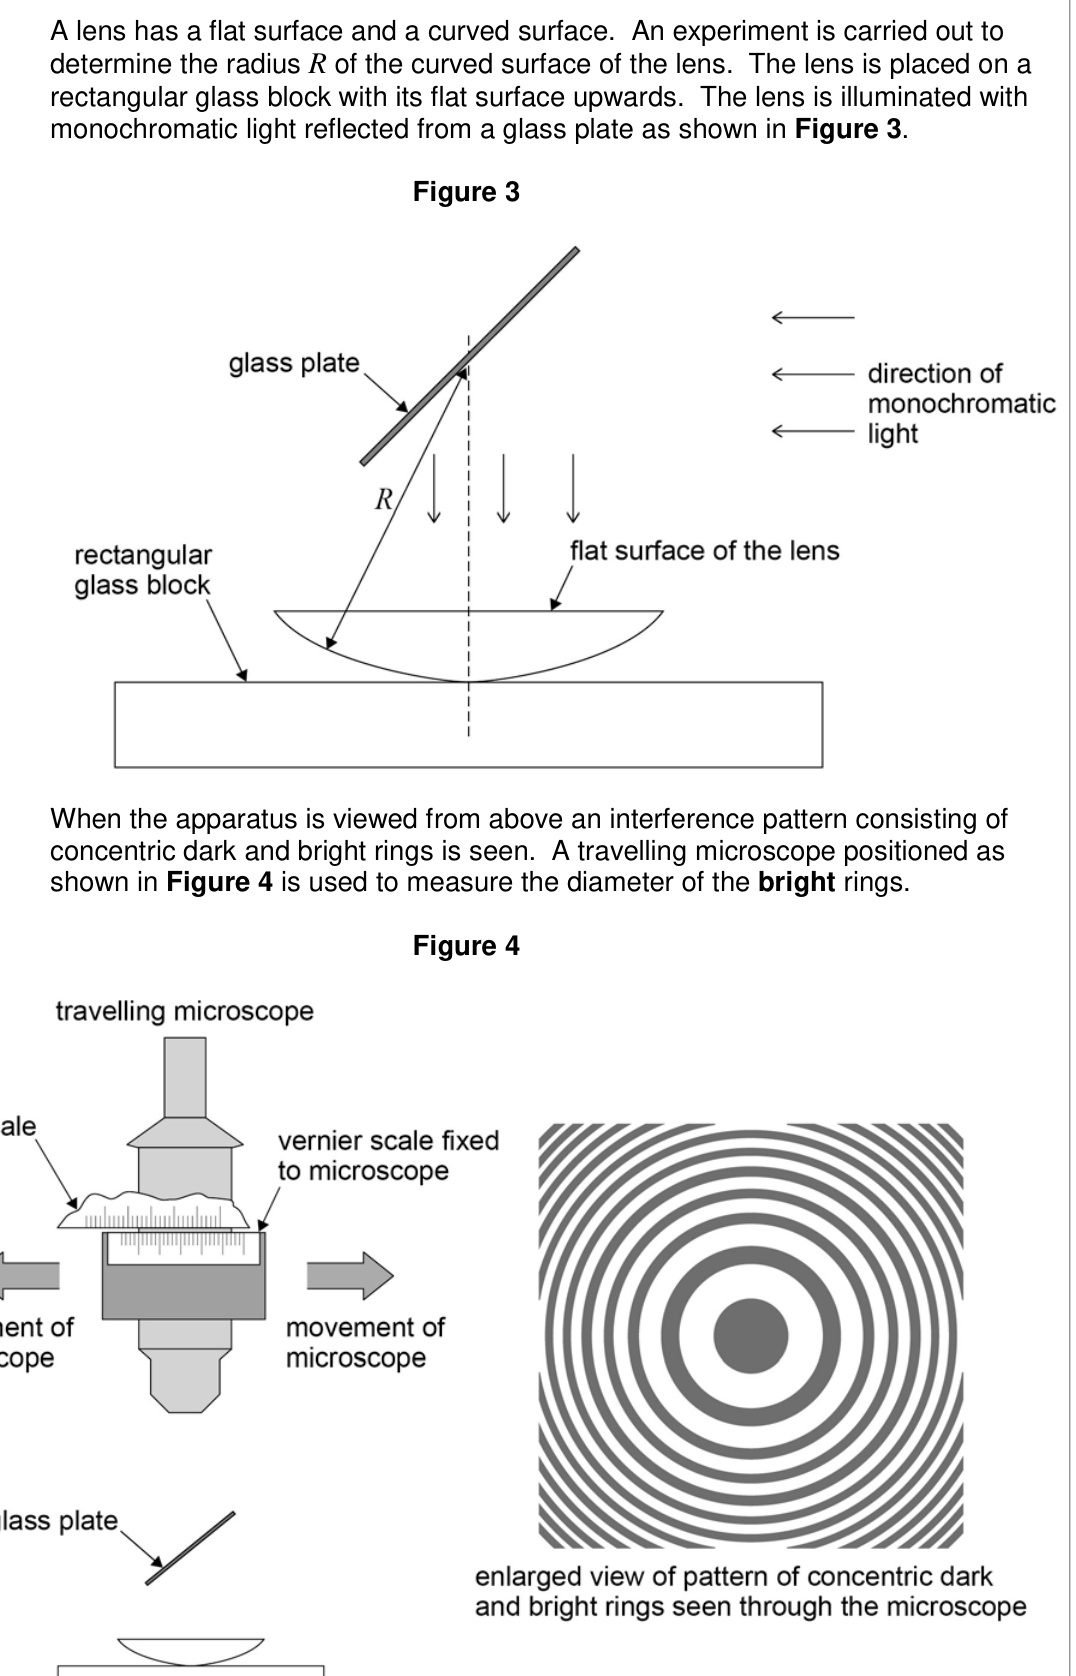 A lens has a flat surface and a curved surface.  An experiment is carried out to
determine the radius R of the curved surface of the lens.  The lens is placed on a
rectangular glass block with its flat surface upwards.  The lens is illuminated with
monochromatic light reflected from a glass plate as shown in Figure 3.
Figure 3
glass plate
direction of
monochromatic
light
R
rectangular
glass block
flat surface of the lens
When the apparatus is viewed from above an interference pattern consisting of
concentric dark and bright rings is seen.  A travelling microscope positioned as
shown in Figure 4 is used to measure the diameter of the bright rings.
Figure 4
travelling microscope
ale
vernier scale fixed
to microscope
ent of
cope
movement of
microscope
lass plate
enlarged view of pattern of concentric dark
and bright rings seen through the microscope